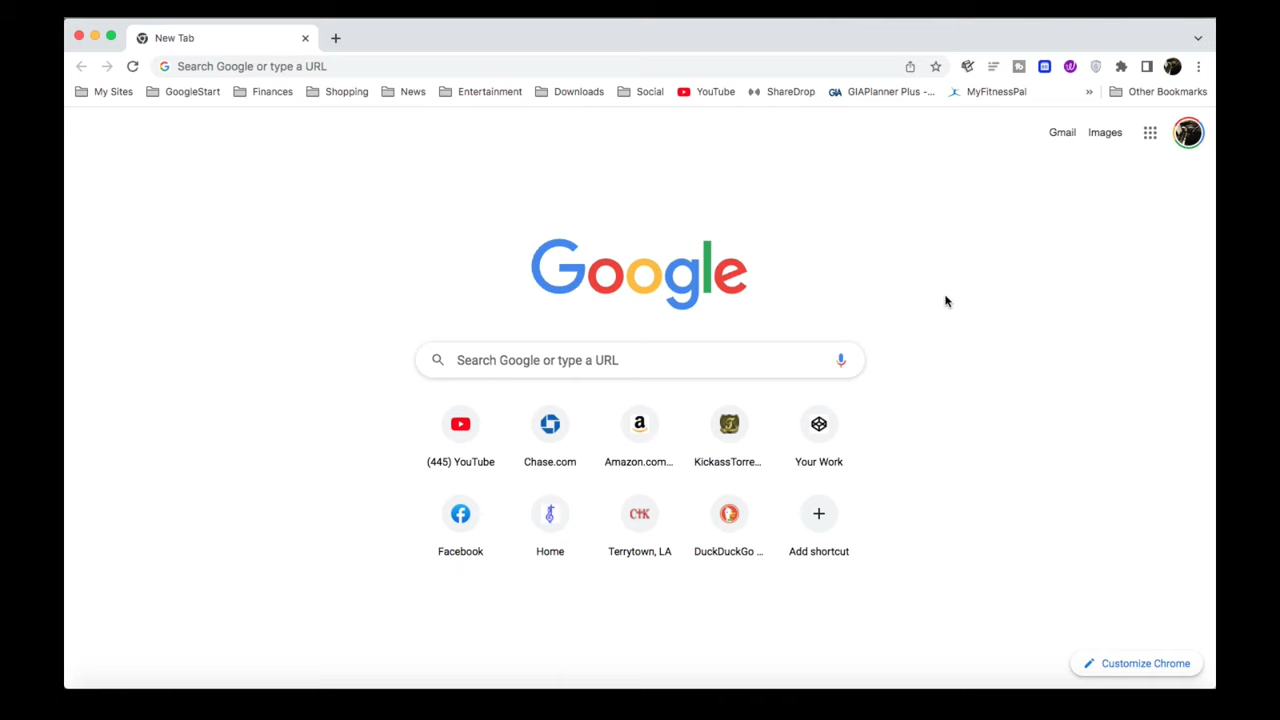 New Tab
Search Google or type a URL
My Sites GoogleStart Finances Shopping News Entertainment Downloads Social YouTube ShareDrop GIA GIAPlanner Plus -... MyFitnessPal » Other Bookmarks
Gmail Images
Google
Search Google or type a URL
(445) YouTube Chase.com Amazon.com... KickassTorre... Your Work
Facebook Home Terrytown, LA DuckDuckGo ... Add shortcut
Customize Chrome